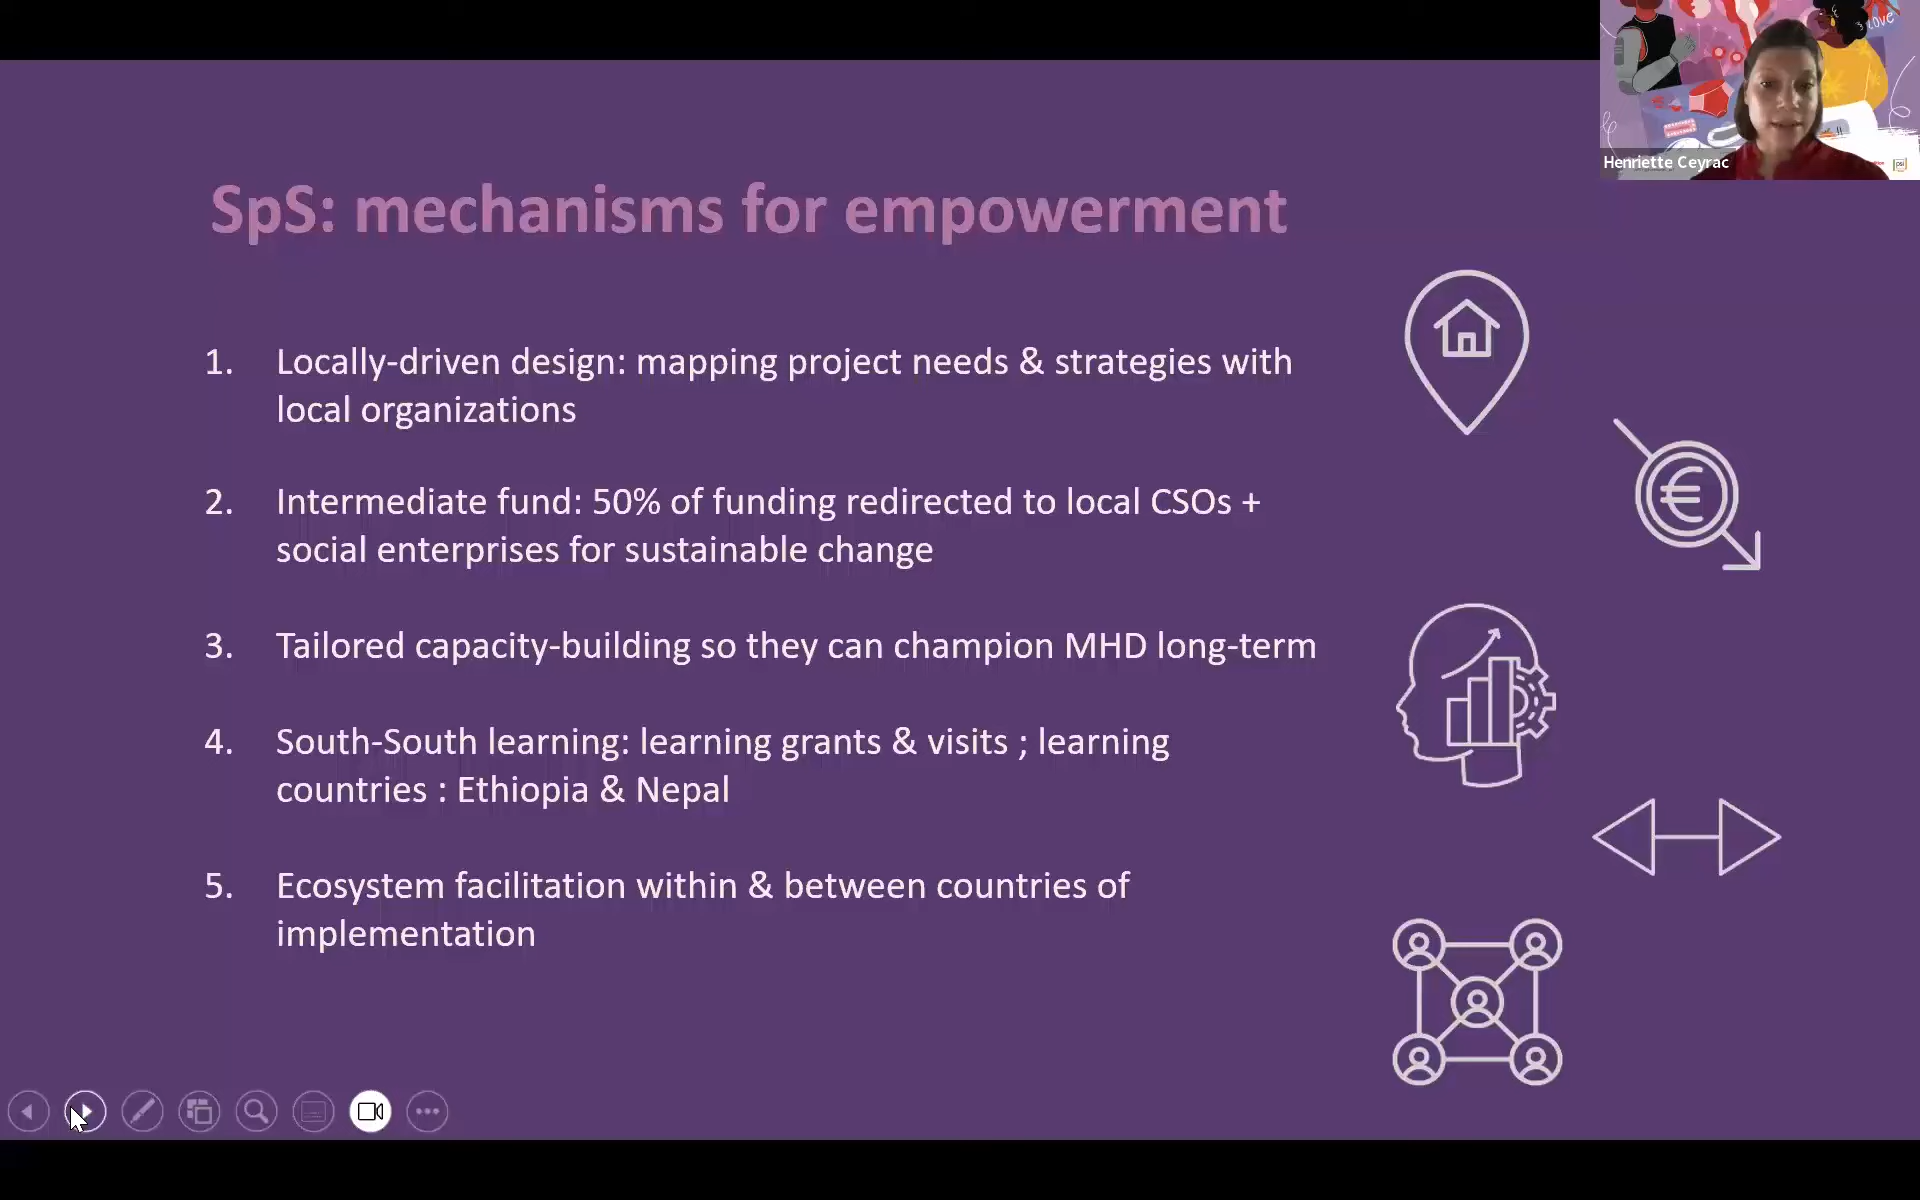 LOVE
Henriette Ceyrac
psi
SpS: mechanisms for empowerment
1. Locally-driven design: mapping project needs & strategies with
local organizations
2. Intermediate fund: 50% of funding redirected to local CSOs +
social enterprises for sustainable change
€
3. Tailored capacity-building so they can champion MHD long-term
4. South-South learning: learning grants & visits ; learning
countries : Ethiopia & Nepal
5. Ecosystem facilitation within & between countries of
implementation